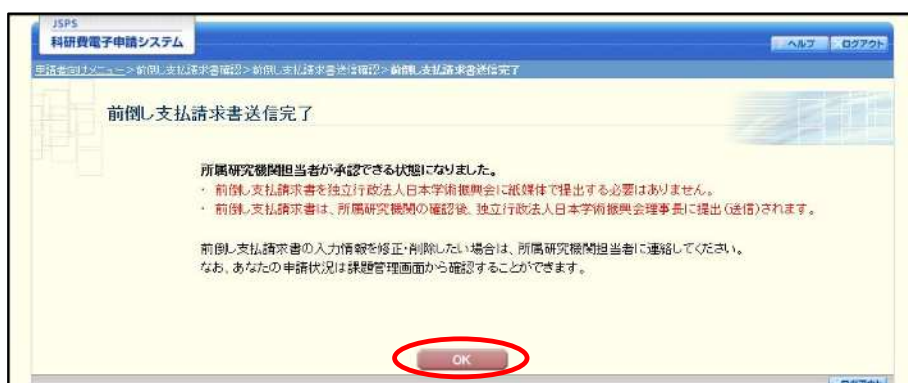 JSPS
科研費電子申請システム
ヘルプ ログアウト
申請者向けメニュー>前倒し支払請求書確認>前倒し支払請求書送信確認>前倒し支払請求書送信完了
前倒し支払請求書送信完了
所属研究機関担当者が承認できる状態になりました。
・ 前倒し支払請求書を独立行政法人日本学術振興会に紙媒体で提出する必要はありません。
・ 前倒し支払請求書は、所属研究機関の確認後、独立行政法人日本学術振興会理事長に提出(送信)されます。
前倒し支払請求書の入力情報を修正・削除したい場合は、所属研究機関担当者に連絡してください。
なお、あなたの申請状況は課題管理画面から確認することができます。
OK